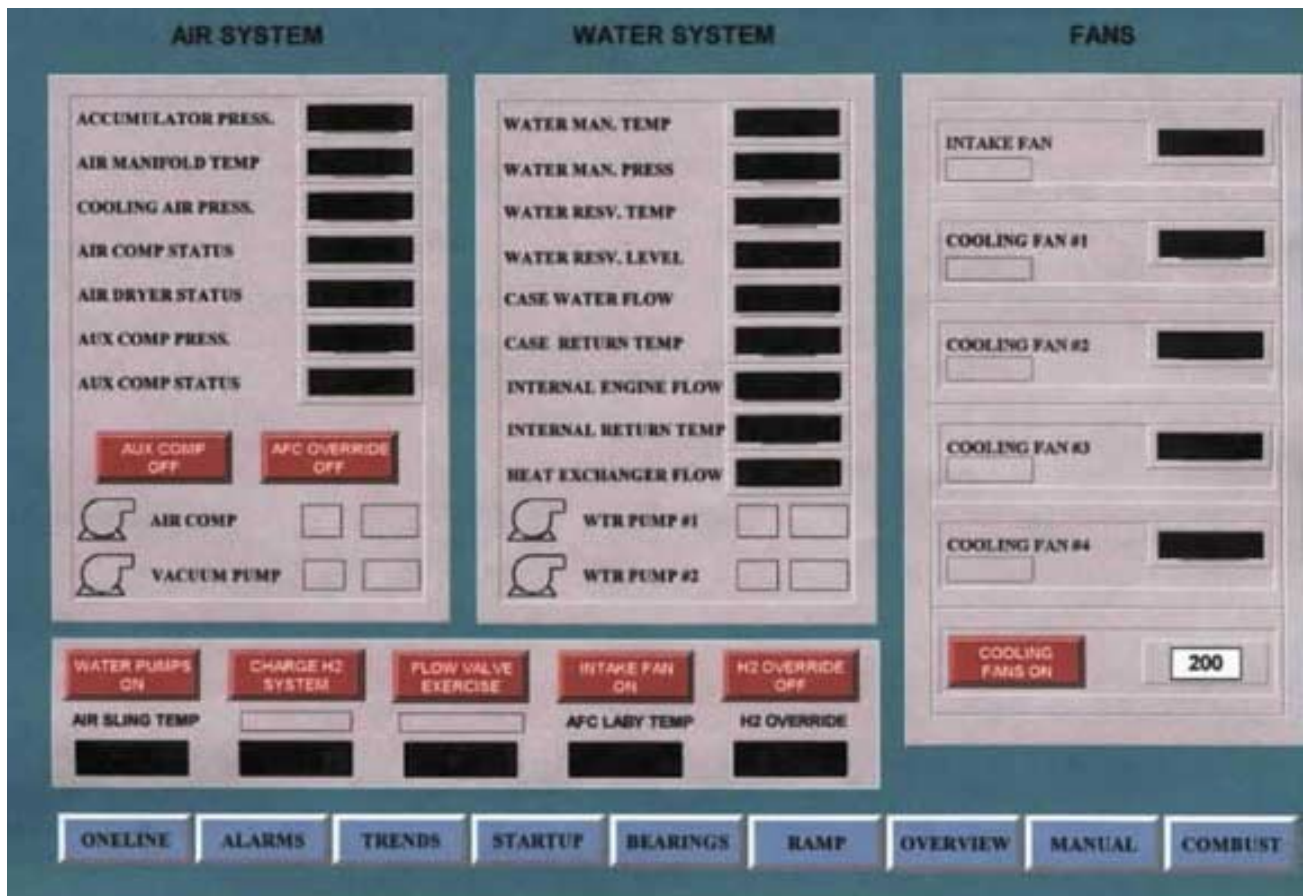 AIR SYSTEM
WATER SYSTEM
FANS
ACCUMULATOR PRESS.
AIR MANIFOLD TEMP
COOLING AIR PRESS.
AIR COMP STATUS
AIR DRYER STATUS
AUX COMP PRESS.
AUX COMP STATUS
AUX COMP
OFF
AFC OVERRIDE
OFF
AIR COMP
VACUUM PUMP
WATER MAN. TEMP
WATER MAN. PRESS
WATER RESV. TEMP
WATER RESV. LEVEL
CASE WATER FLOW
CASE RETURN TEMP
INTERNAL ENGINE FLOW
INTERNAL RETURN TEMP
HEAT EXCHANGER FLOW
WTR PUMP #1
WTR PUMP #2
INTAKE FAN
COOLING FAN #1
COOLING FAN #2
COOLING FAN #3
COOLING FAN #4
COOLING
FANS ON
200
WATER PUMPS
ON
CHARGE H2
SYSTEM
FLOW VALVE
EXERCISE
INTAKE FAN
ON
H2 OVERRIDE
OFF
AIR SLING TEMP
AFC LABY TEMP
H2 OVERRIDE
ONELINE
ALARMS
TRENDS
STARTUP
BEARINGS
RAMP
OVERVIEW
MANUAL
COMBUST